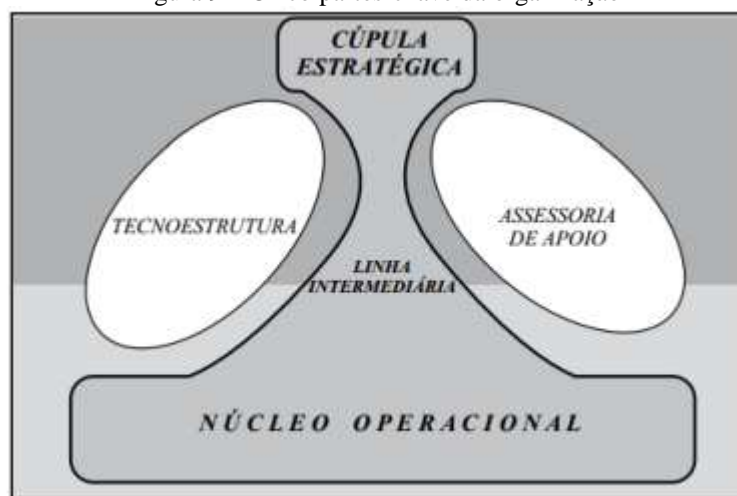 CÚPULA
ESTRATÉGICA
TECNOESTRUTURA
ASSESSORIA
DE APOIO
LINHA
INTERMEDIÁRIA
NÚCLEO OPERACIONAL